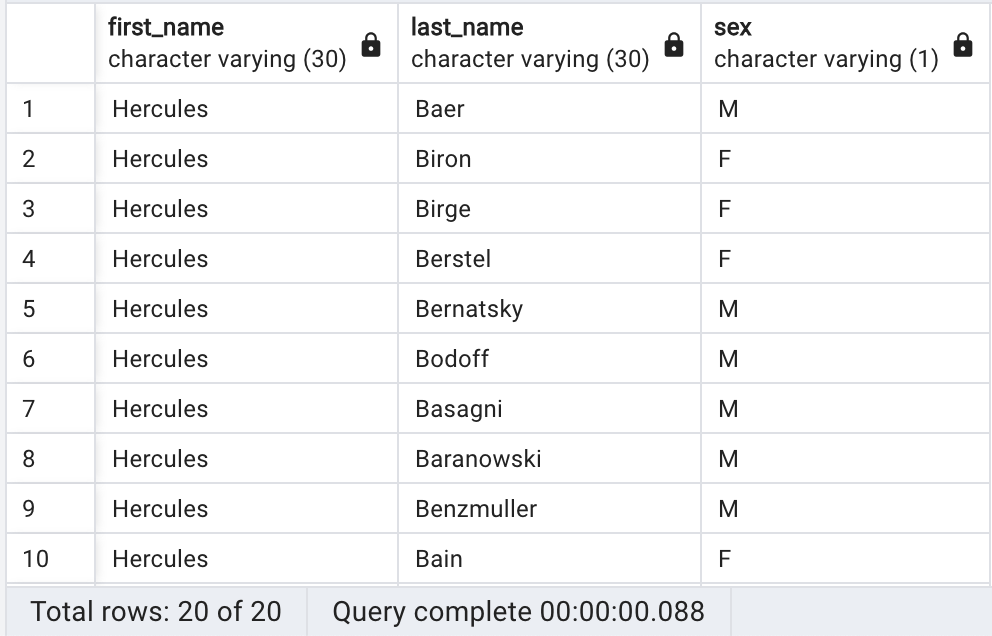 first_name last_name sex
character varying (30) character varying (30) character varying (1)
1 Hercules Baer M
2 Hercules Biron F
3 Hercules Birge F
4 Hercules Berstel F
5 Hercules Bernatsky M
6 Hercules Bodoff M
7 Hercules Basagni M
8 Hercules Baranowski M
9 Hercules Benzmuller M
10 Hercules Bain F
Total rows: 20 of 20 Query complete 00:00:00.088